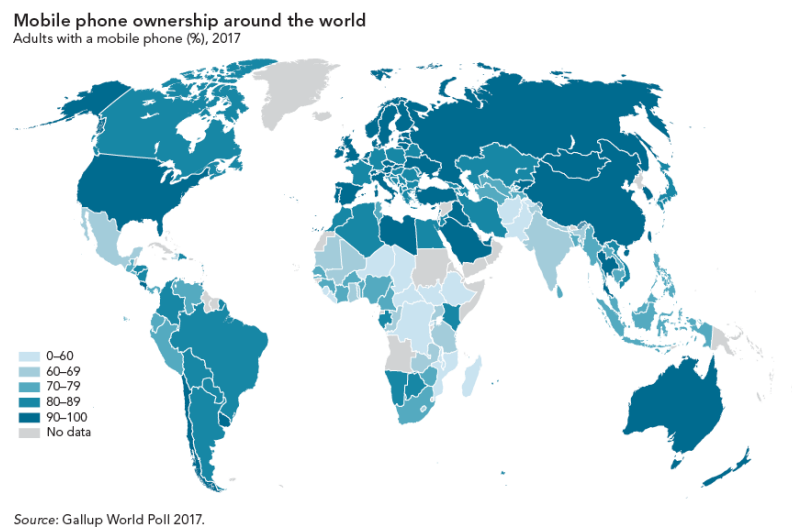 Mobile phone ownership around the world
Adults with a mobile phone (%), 2017
0–60
60–69
70–79
80–89
90–100
No data
Source: Gallup World Poll 2017.